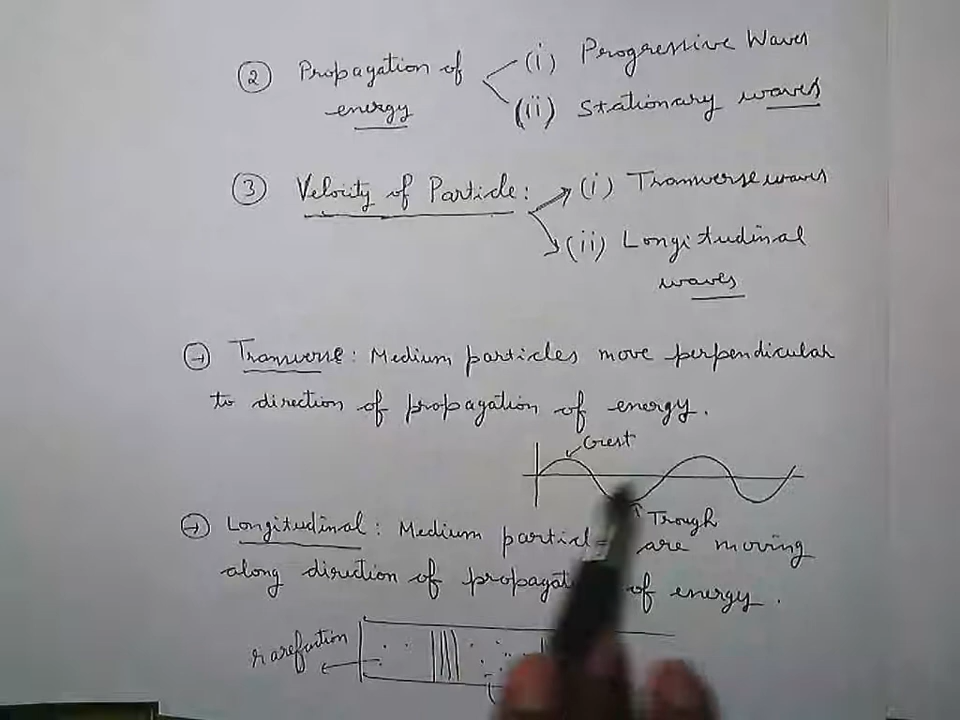 ② Propagation of (i) Progressive Waves
energy (ii) Stationary waves
③ Velocity of Particle: (i) Transverse waves
(ii) Longitudinal
waves
→ Transverse: Medium particles move perpendicular
to direction of propagation of energy.
Crest
Trough
→ Longitudinal: Medium are moving
along direction of of energy.
rarefaction